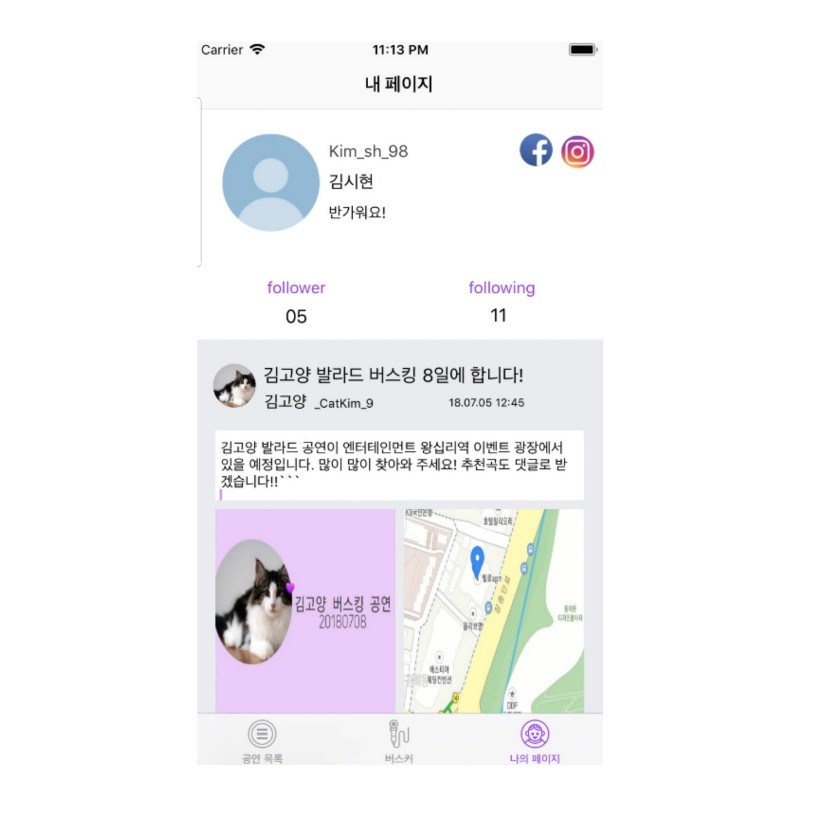 Carrier 11:13 PM
내 페이지
Kim_sh_98
김시현
반가워요!
follower following
05 11
김고양 발라드 버스킹 8일에 합니다!
김고양 _CatKim_9 18.07.05 12:45
김고양 발라드 공연이 엔터테인먼트 왕십리역 이벤트 광장에서
있을 예정입니다. 많이 많이 찾아와 주세요! 추천곡도 댓글로 받
겠습니다!!```
김고양 버스킹 공연
20180708
올리브영
DDP
공연 목록 버스커 나의 페이지